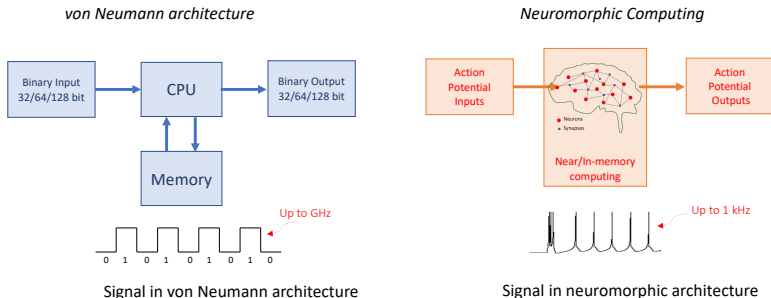 von Neumann architecture
Binary Input
32/64/128 bit
CPU
Binary Output
32/64/128 bit
Memory
Up to GHz
0 1 0 1 0 1 0 1 0
Signal in von Neumann architecture
Neuromorphic Computing
Action
Potential
Inputs
Neurons
Synapses
Near/In-memory
computing
Action
Potential
Outputs
Up to 1 kHz
Signal in neuromorphic architecture